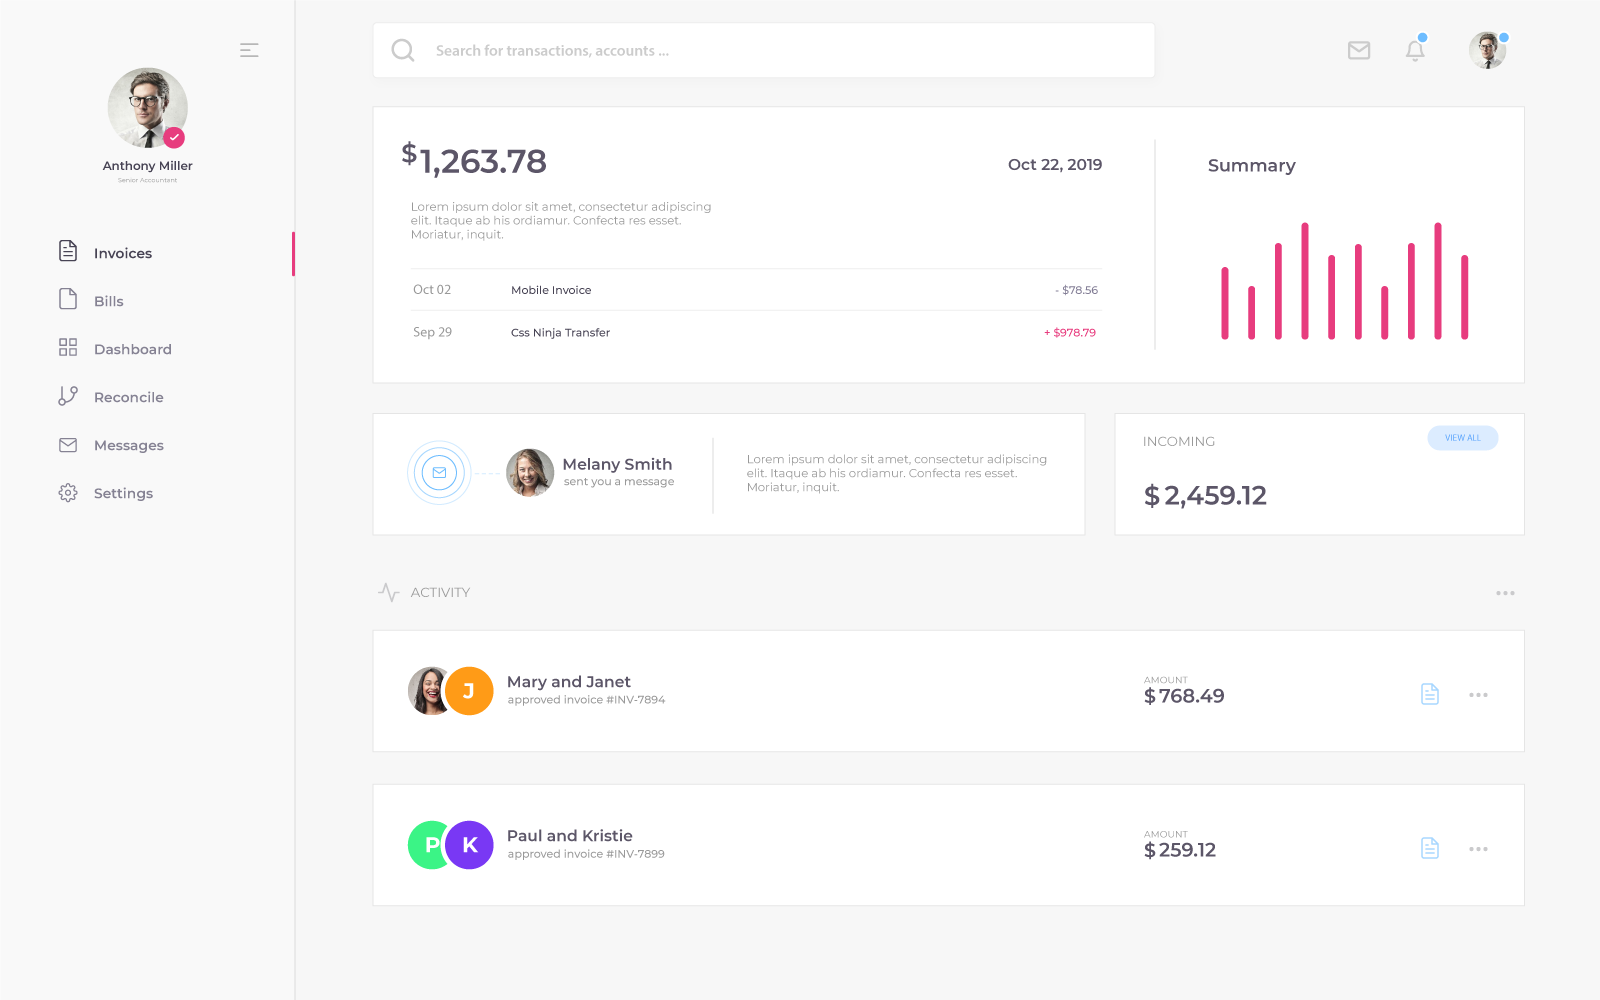 Anthony Miller
Senior Accountant
Invoices
Bills
Dashboard
Reconcile
Messages
Settings
Search for transactions, accounts ...
$1,263.78
Oct 22, 2019
Lorem ipsum dolor sit amet, consectetur adipiscing
elit. Itaque ab his ordiamur. Confecta res esset.
Moriatur, inquit.
Oct 02 Mobile Invoice - $78.56
Sep 29 Css Ninja Transfer + $978.79
Summary
Melany Smith
sent you a message
Lorem ipsum dolor sit amet, consectetur adipiscing
elit. Itaque ab his ordiamur. Confecta res esset.
Moriatur, inquit.
INCOMING
VIEW ALL
$ 2,459.12
ACTIVITY
J
Mary and Janet
approved invoice #INV-7894
AMOUNT
$ 768.49
P K
Paul and Kristie
approved invoice #INV-7899
AMOUNT
$ 259.12